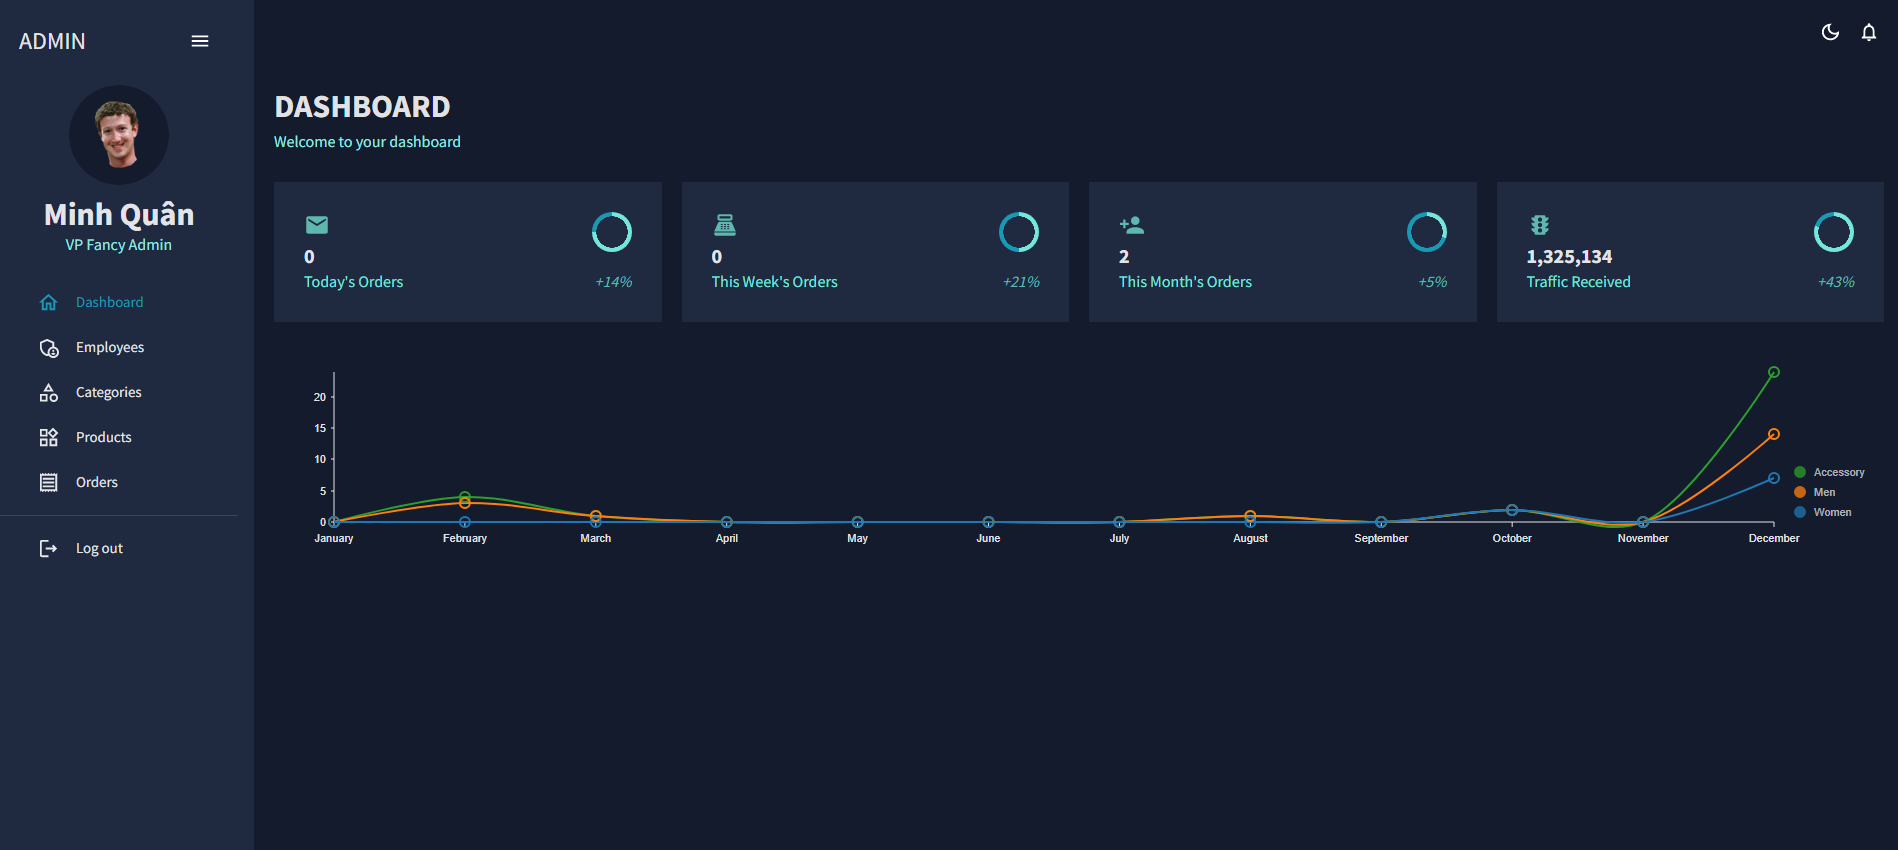 ADMIN
Minh Quân
VP Fancy Admin
Dashboard
Employees
Categories
Products
Orders
Log out
DASHBOARD
Welcome to your dashboard
0
Today's Orders
+14%
0
This Week's Orders
+21%
2
This Month's Orders
+5%
1,325,134
Traffic Received
+43%
20
15
10
5
0
January February March April May June July August September October November December
Accessory
Men
Women